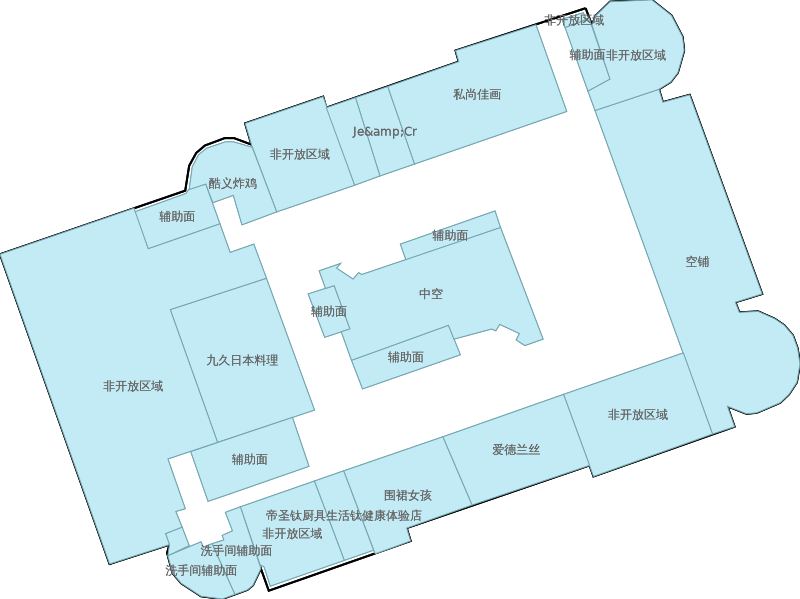 非开放区域
辅助面
非开放区域
私尚佳画
Je&amp;Cr
非开放区域
酷义炸鸡
辅助面
辅助面
空铺
中空
辅助面
辅助面
九久日本料理
非开放区域
非开放区域
爱德兰丝
辅助面
围裙女孩
帝圣钛厨具生活钛健康体验店
非开放区域
洗手间辅助面
洗手间辅助面